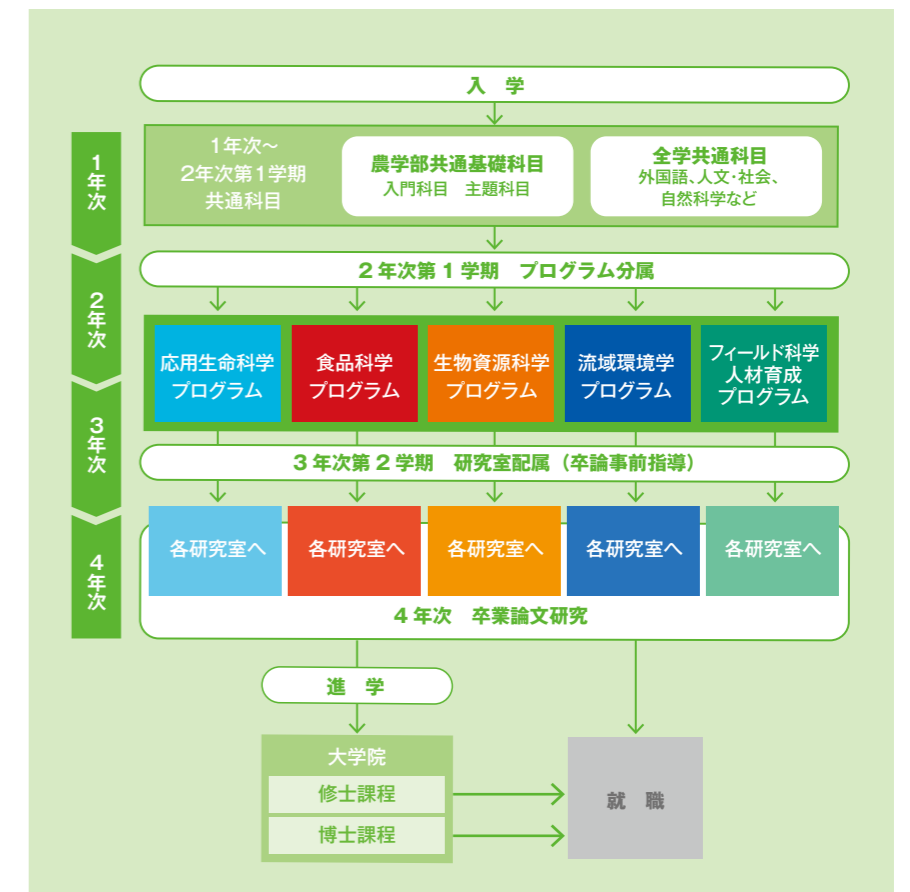 入 学
1年次
1年次～
2年次第1学期
共通科目
農学部共通基礎科目
入門科目 主題科目
全学共通科目
外国語、人文・社会、
自然科学など
2年次
2年次第1学期 プログラム分属
応用生命科学
プログラム
食品科学
プログラム
生物資源科学
プログラム
流域環境学
プログラム
フィールド科学
人材育成
プログラム
3年次
3年次第2学期 研究室配属（卒論事前指導）
4年次
各研究室へ
各研究室へ
各研究室へ
各研究室へ
各研究室へ
4年次 卒業論文研究
進 学
大学院
修士課程
博士課程
就 職